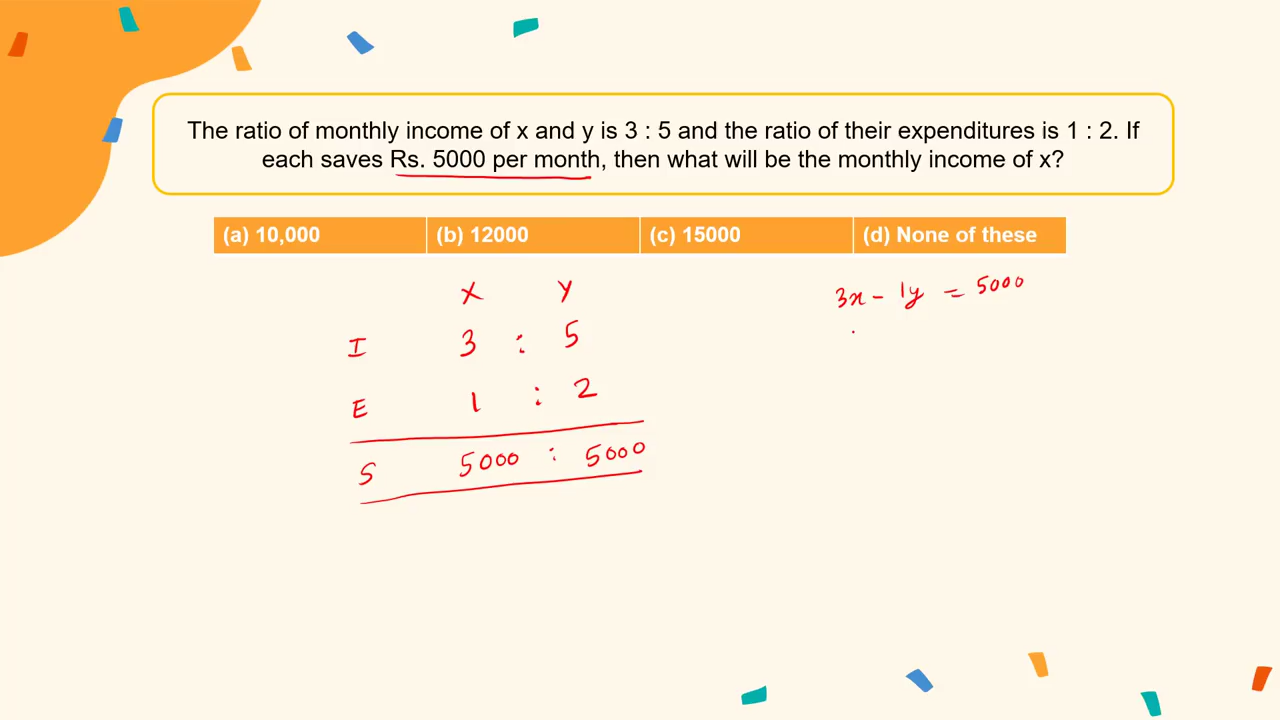 The ratio of monthly income of x and y is 3 : 5 and the ratio of their expenditures is 1 : 2. If
each saves Rs. 5000 per month, then what will be the monthly income of x?
(a) 10,000 (b) 12000 (c) 15000 (d) None of these
X Y
3x - 1y = 5000
I 3 : 5
E 1 : 2
S 5000 : 5000